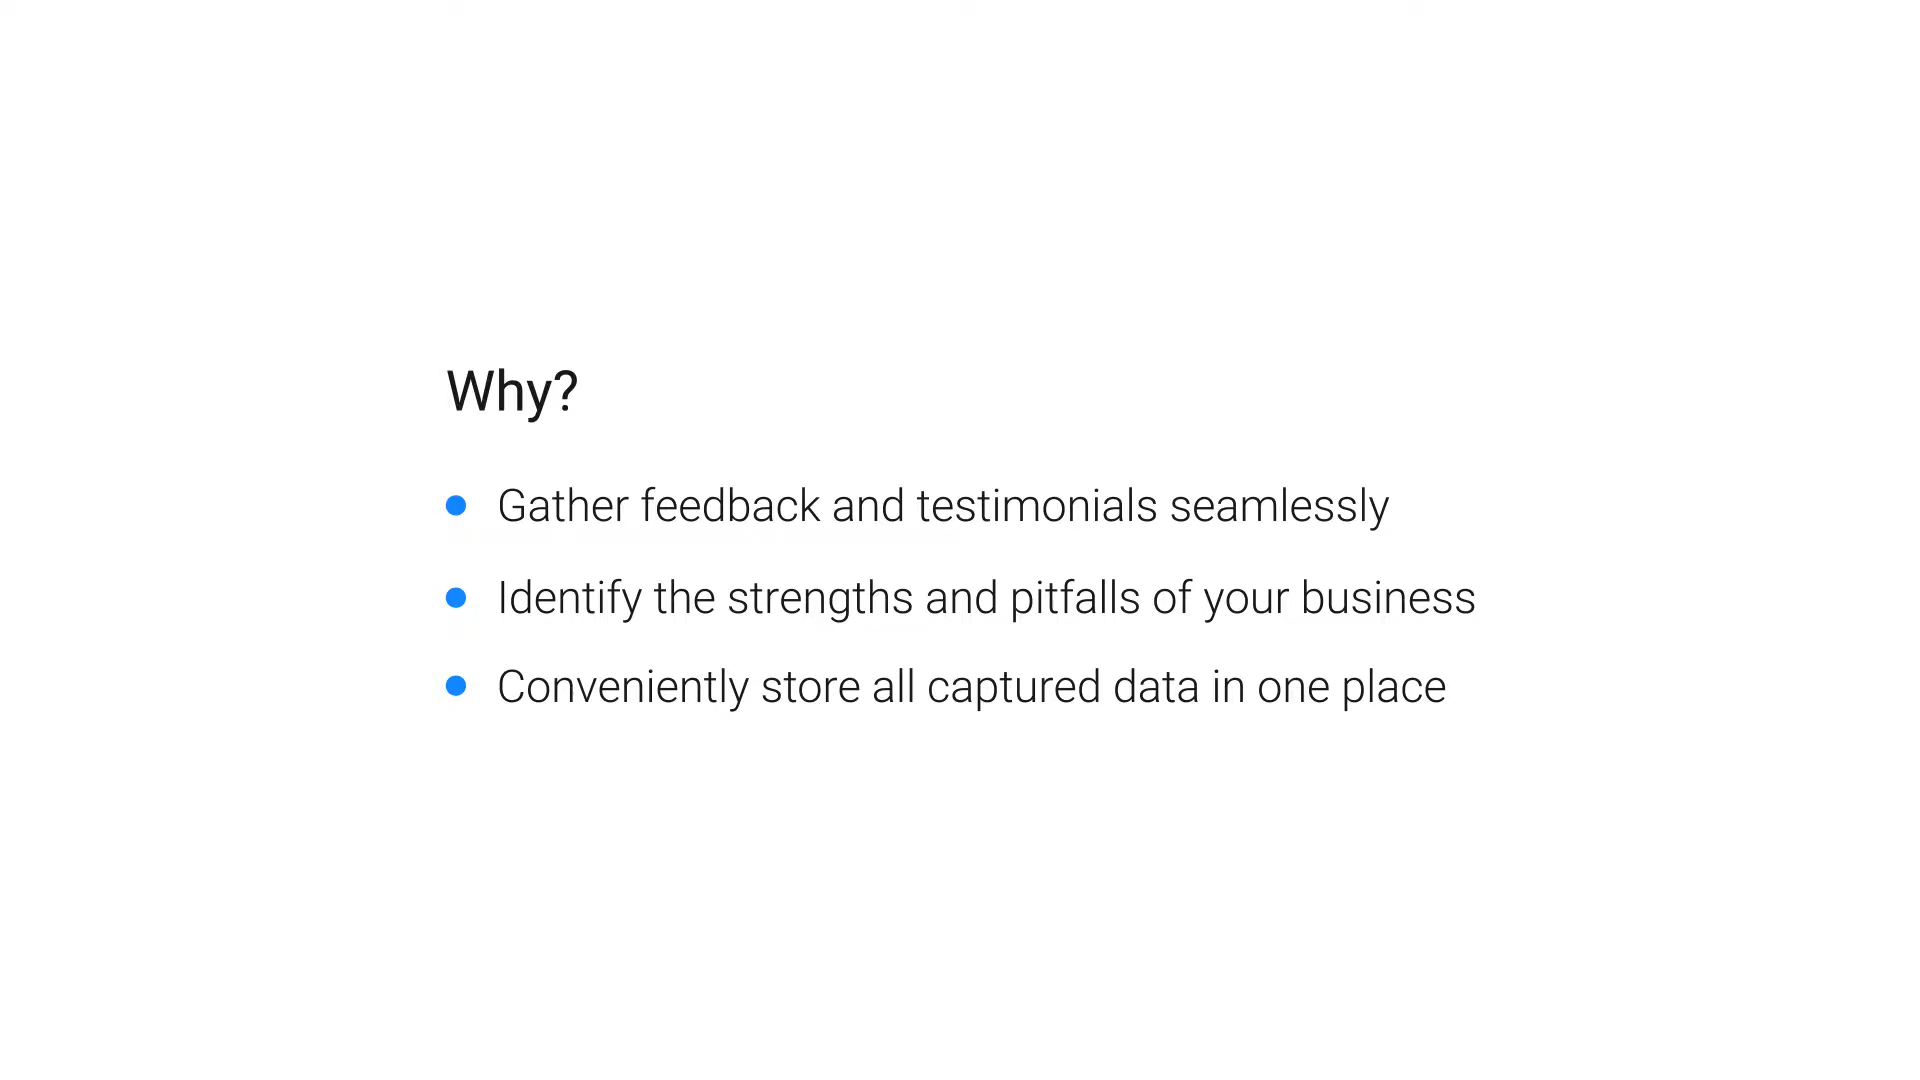 Why?
Gather feedback and testimonials seamlessly
Identify the strengths and pitfalls of your business
Conveniently store all captured data in one place